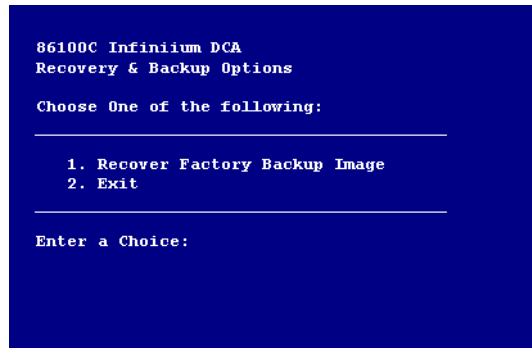 86100C Infiniium DCA
Recovery & Backup Options
Choose One of the following:
1. Recover Factory Backup Image
2. Exit
Enter a Choice: